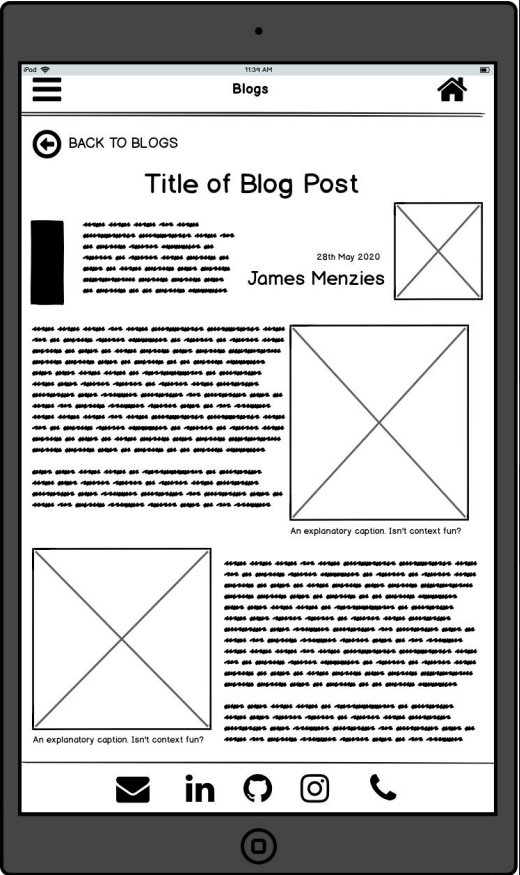 iPad 11:39 AM
Blogs
BACK TO BLOGS
Title of Blog Post
28th May 2020
James Menzies
An explanatory caption. Isn't context fun?
An explanatory caption. Isn't context fun?
in